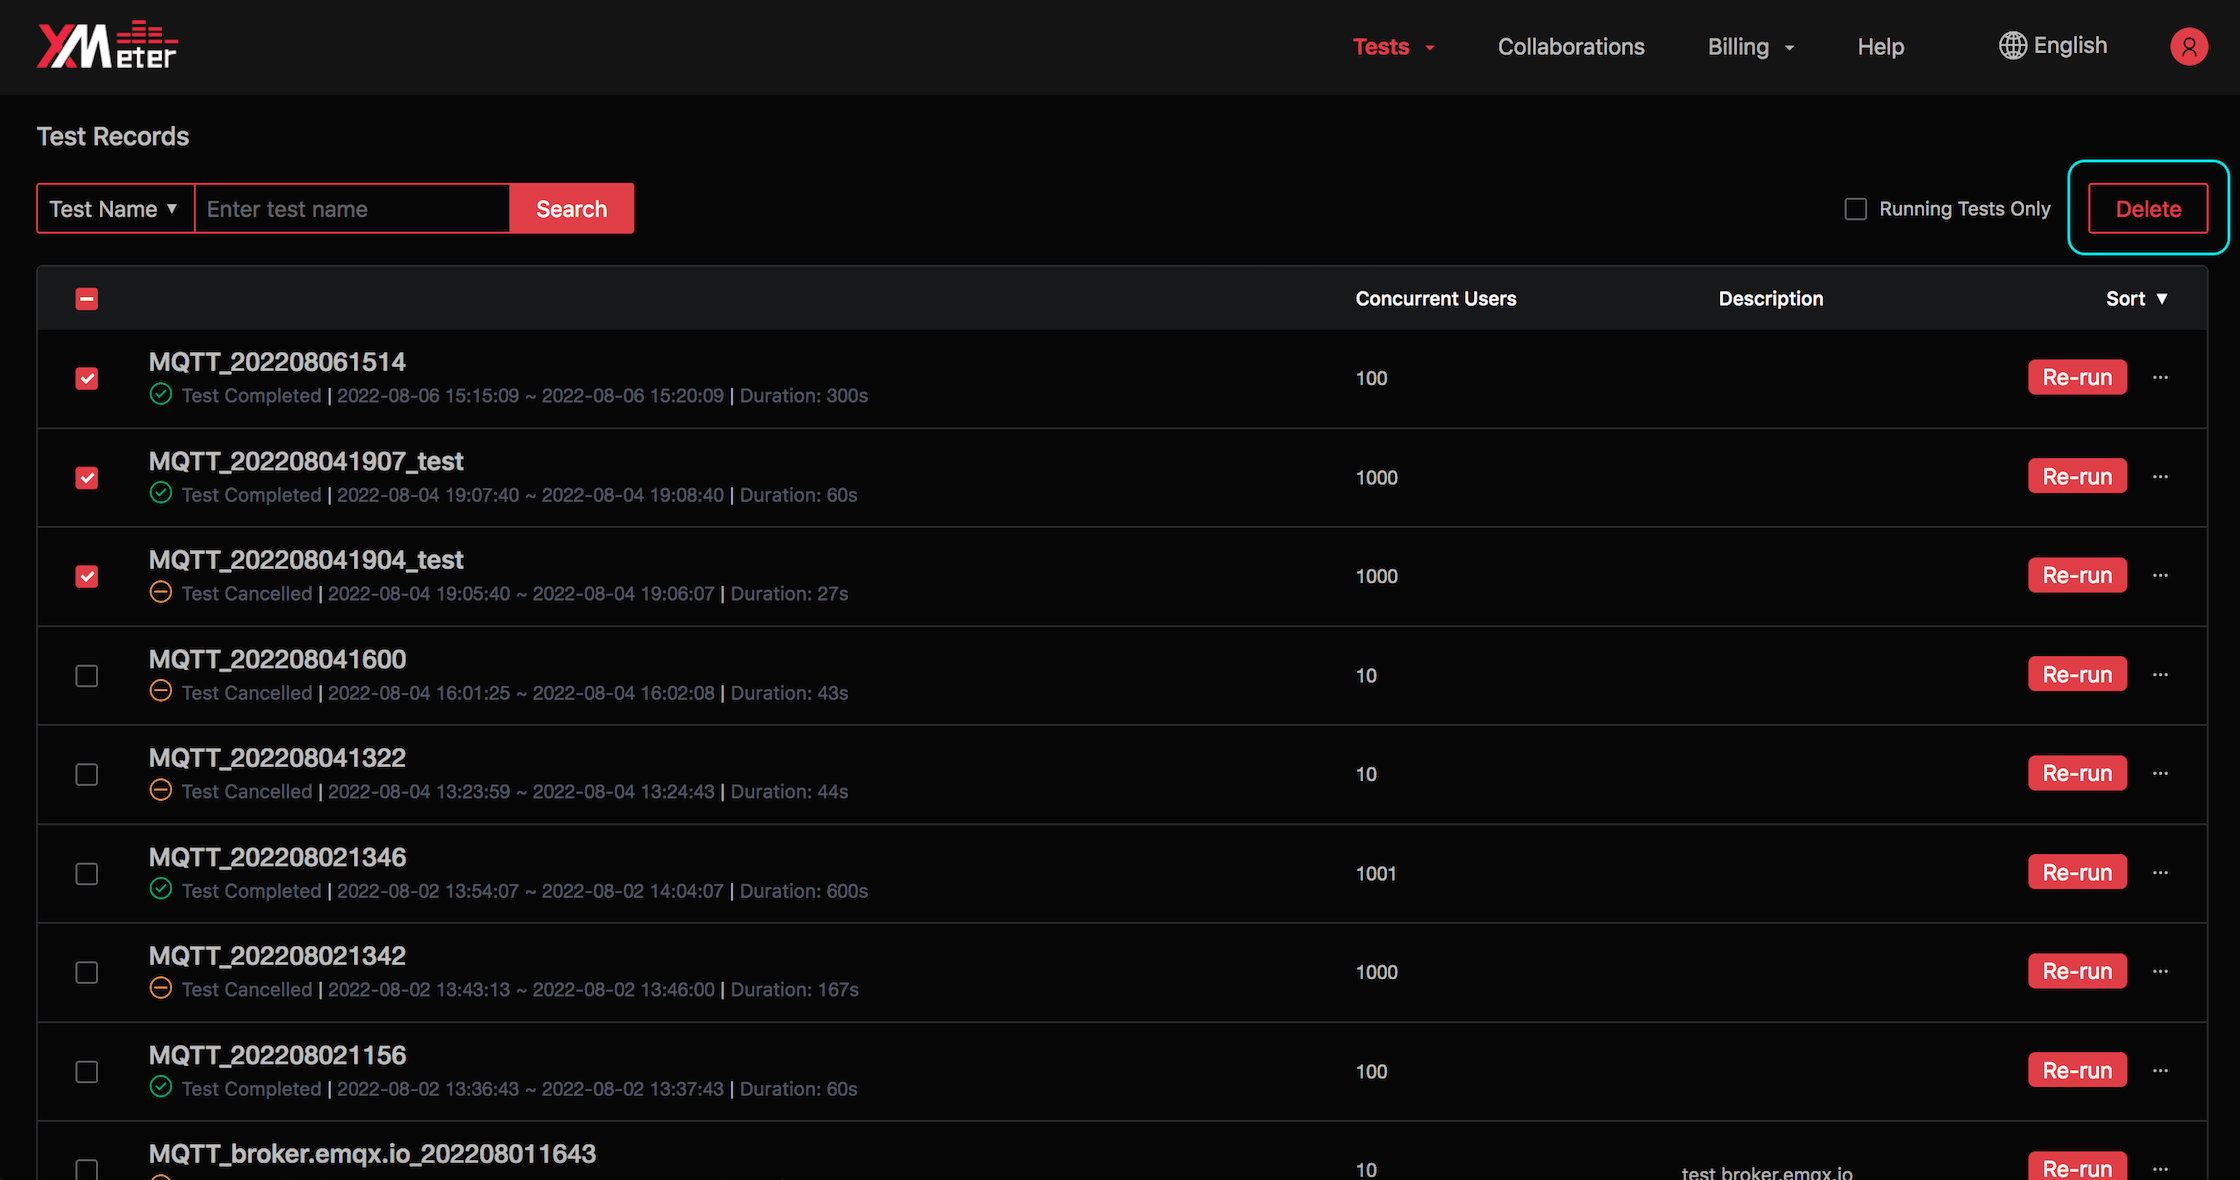 XMeter
Tests
Collaborations
Billing
Help
English
Test Records
Test Name ▼
Enter test name
Search
Running Tests Only
Delete
Concurrent Users
Description
Sort ▼
MQTT_202208061514
Test Completed | 2022-08-06 15:15:09 ~ 2022-08-06 15:20:09 | Duration: 300s
100
Re-run
···
MQTT_202208041907_test
Test Completed | 2022-08-04 19:07:40 ~ 2022-08-04 19:08:40 | Duration: 60s
1000
Re-run
···
MQTT_202208041904_test
Test Cancelled | 2022-08-04 19:05:40 ~ 2022-08-04 19:06:07 | Duration: 27s
1000
Re-run
···
MQTT_202208041600
Test Cancelled | 2022-08-04 16:01:25 ~ 2022-08-04 16:02:08 | Duration: 43s
10
Re-run
···
MQTT_202208041322
Test Cancelled | 2022-08-04 13:23:59 ~ 2022-08-04 13:24:43 | Duration: 44s
10
Re-run
···
MQTT_202208021346
Test Completed | 2022-08-02 13:54:07 ~ 2022-08-02 14:04:07 | Duration: 600s
1001
Re-run
···
MQTT_202208021342
Test Cancelled | 2022-08-02 13:43:13 ~ 2022-08-02 13:46:00 | Duration: 167s
1000
Re-run
···
MQTT_202208021156
Test Completed | 2022-08-02 13:36:43 ~ 2022-08-02 13:37:43 | Duration: 60s
100
Re-run
···
MQTT_broker.emqx.io_202208011643
10
test broker.emqx.io
Re-run
···